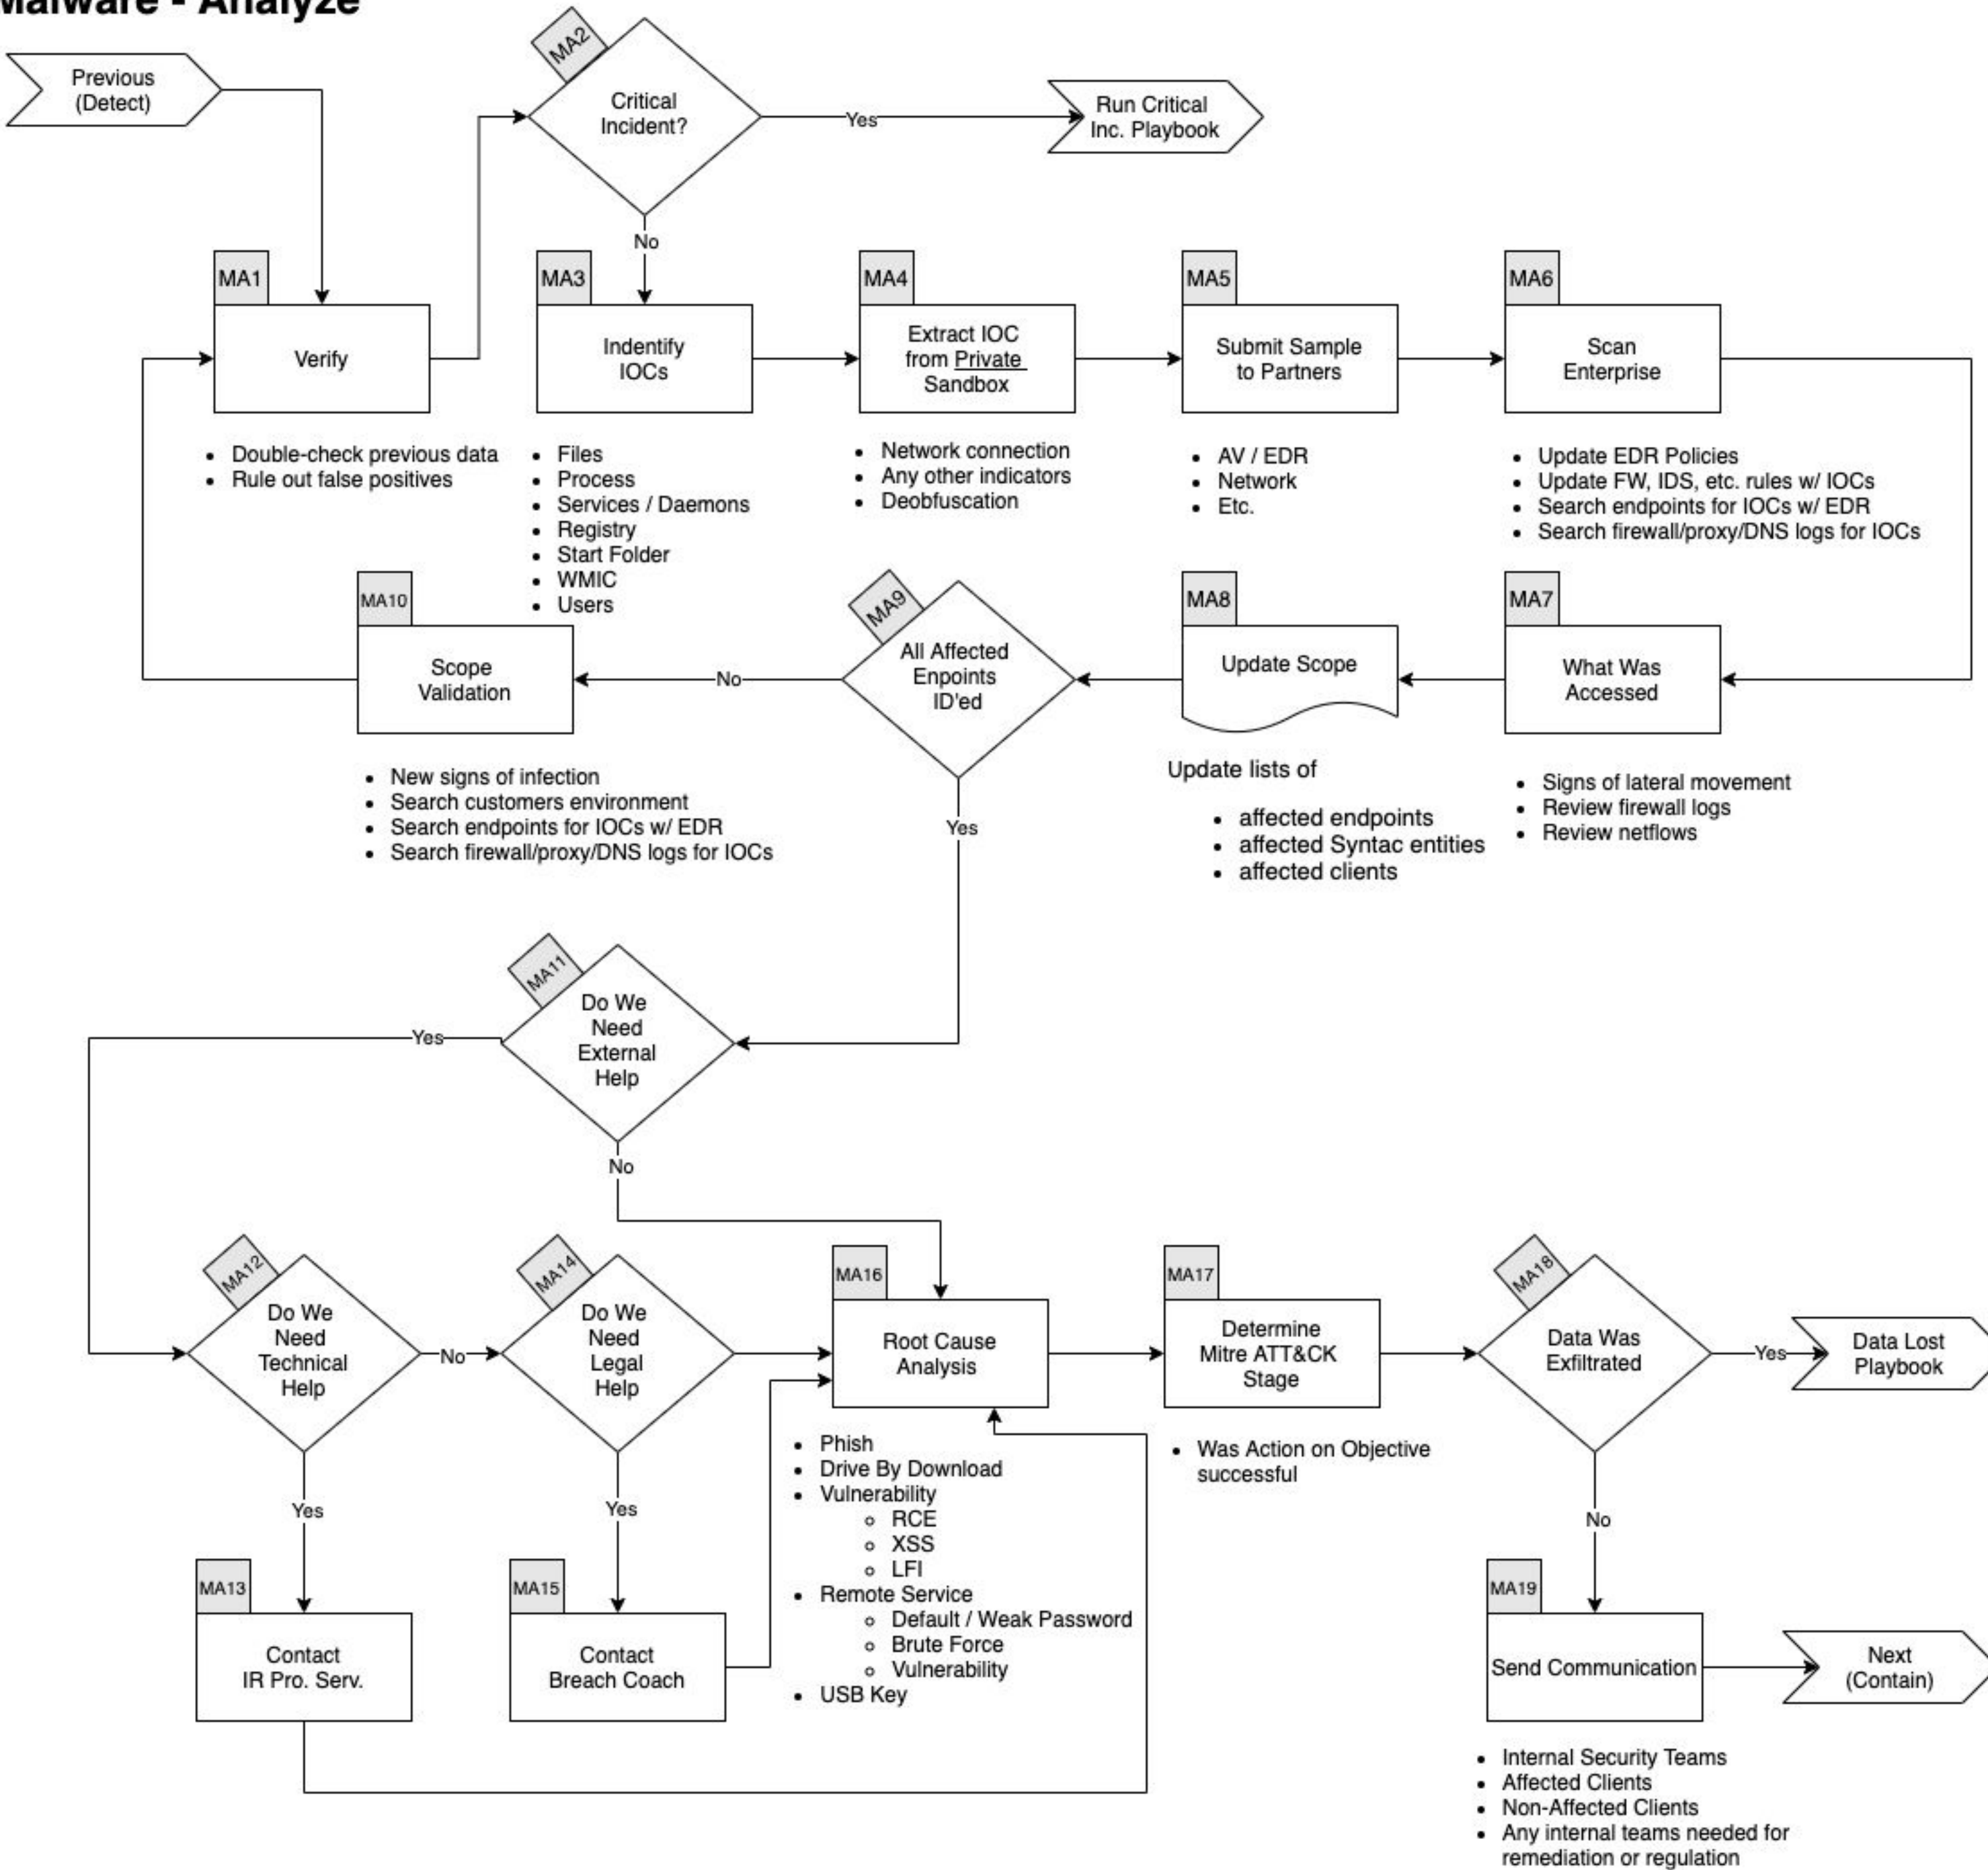 Malware - Analyze
Previous
(Detect)
MA2
Critical
Incident?
Yes
Run Critical
Inc. Playbook
No
MA1
Verify
• Double-check previous data
• Rule out false positives
MA3
Indentify
IOCs
• Files
• Process
• Services / Daemons
• Registry
• Start Folder
• WMIC
• Users
MA4
Extract IOC
from Private
Sandbox
• Network connection
• Any other indicators
• Deobfuscation
MA5
Submit Sample
to Partners
• AV / EDR
• Network
• Etc.
MA6
Scan
Enterprise
• Update EDR Policies
• Update FW, IDS, etc. rules w/ IOCs
• Search endpoints for IOCs w/ EDR
• Search firewall/proxy/DNS logs for IOCs
MA7
What Was
Accessed
• Signs of lateral movement
• Review firewall logs
• Review netflows
MA8
Update Scope
Update lists of
• affected endpoints
• affected Syntac entities
• affected clients
MA9
All Affected
Enpoints
ID'ed
No
MA10
Scope
Validation
• New signs of infection
• Search customers environment
• Search endpoints for IOCs w/ EDR
• Search firewall/proxy/DNS logs for IOCs
Yes
MA11
Do We
Need
External
Help
Yes
No
MA12
Do We
Need
Technical
Help
No
Yes
MA13
Contact
IR Pro. Serv.
MA14
Do We
Need
Legal
Help
Yes
MA15
Contact
Breach Coach
MA16
Root Cause
Analysis
• Phish
• Drive By Download
• Vulnerability
○ RCE
○ XSS
○ LFI
• Remote Service
○ Default / Weak Password
○ Brute Force
○ Vulnerability
• USB Key
MA17
Determine
Mitre ATT&CK
Stage
• Was Action on Objective
successful
MA18
Data Was
Exfiltrated
Yes
Data Lost
Playbook
No
MA19
Send Communication
Next
(Contain)
• Internal Security Teams
• Affected Clients
• Non-Affected Clients
• Any internal teams needed for
remediation or regulation